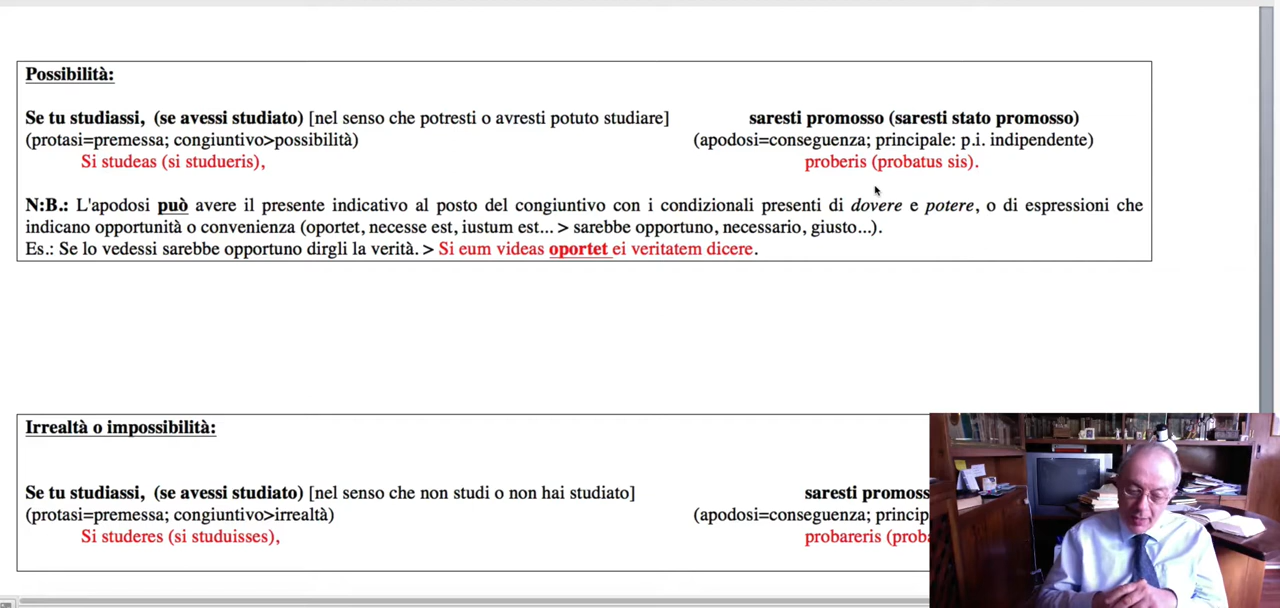 Possibilità:
Se tu studiassi, (se avessi studiato) [nel senso che potresti o avresti potuto studiare] saresti promosso (saresti stato promosso)
(protasi=premessa; congiuntivo>possibilità) (apodosi=conseguenza; principale: p.i. indipendente)
Si studeas (si studueris), proberis (probatus sis).
N:B.: L'apodosi può avere il presente indicativo al posto del congiuntivo con i condizionali presenti di dovere e potere, o di espressioni che
indicano opportunità o convenienza (oportet, necesse est, iustum est... > sarebbe opportuno, necessario, giusto...).
Es.: Se lo vedessi sarebbe opportuno dirgli la verità. > Si eum videas oportet ei veritatem dicere.
Irrealtà o impossibilità:
Se tu studiassi, (se avessi studiato) [nel senso che non studi o non hai studiato] saresti promoss
(protasi=premessa; congiuntivo>irrealtà) (apodosi=conseguenza; princip
Si studeres (si studuisses), probareris (proba